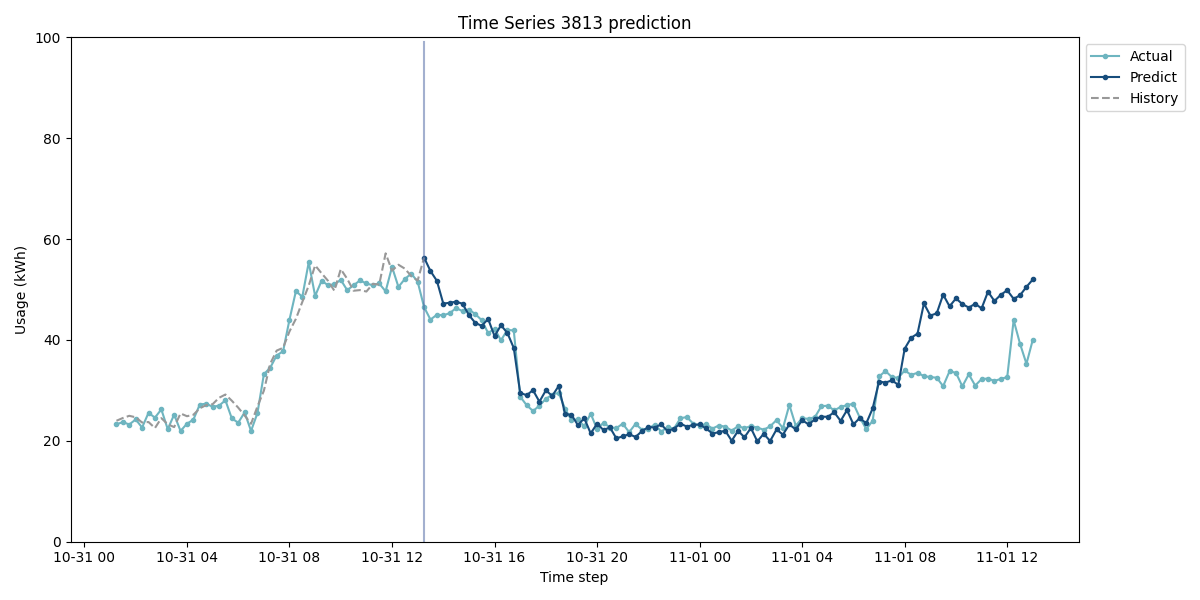 Time Series 3813 prediction
100
80
60
40
20
0
Usage (kWh)
10-31 00
10-31 04
10-31 08
10-31 12
10-31 16
10-31 20
11-01 00
11-01 04
11-01 08
11-01 12
Time step
Actual
Predict
History